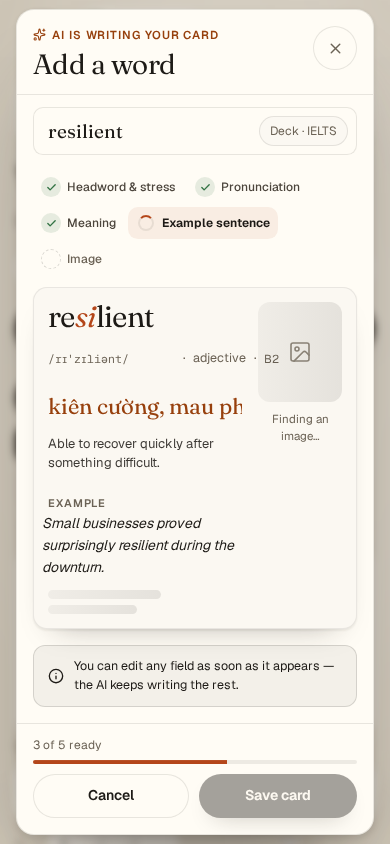 AI IS WRITING YOUR CARD
Add a word
resilient
Deck · IELTS
Headword & stress
Pronunciation
Meaning
Example sentence
Image
resilient
/rɪˈzɪliənt/ · adjective · B2
kiên cường, mau
Finding an
image…
Able to recover quickly after
something difficult.
EXAMPLE
Small businesses proved
surprisingly resilient during the
downturn.
You can edit any field as soon as it appears —
the AI keeps writing the rest.
3 of 5 ready
Cancel
Save card